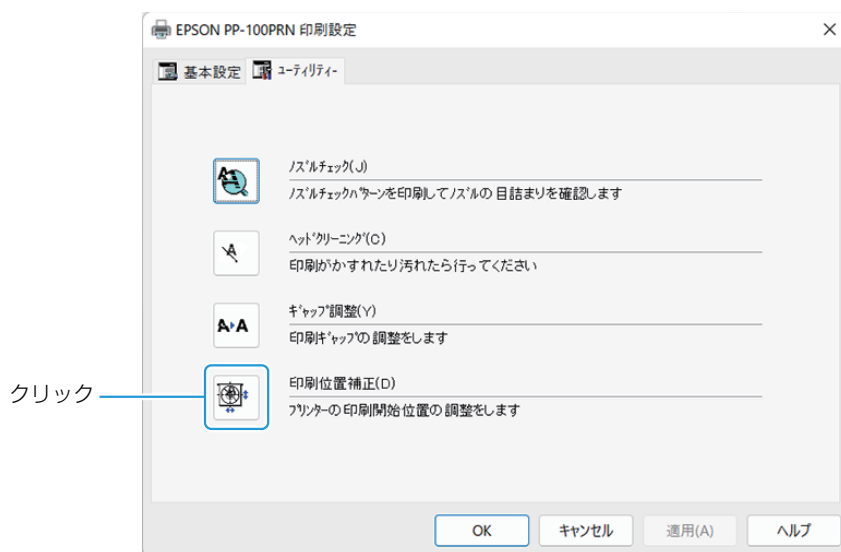 EPSON PP-100PRN 印刷設定
基本設定 ユーティリティー
ノズルチェック(J)
ノズルチェックパターンを印刷してノズルの目詰まりを確認します
ヘッドクリーニング(C)
印刷がかすれたり汚れたら行ってください
ギャップ調整(Y)
印刷ギャップの調整をします
クリック
印刷位置補正(D)
プリンターの印刷開始位置の調整をします
OK キャンセル 適用(A) ヘルプ